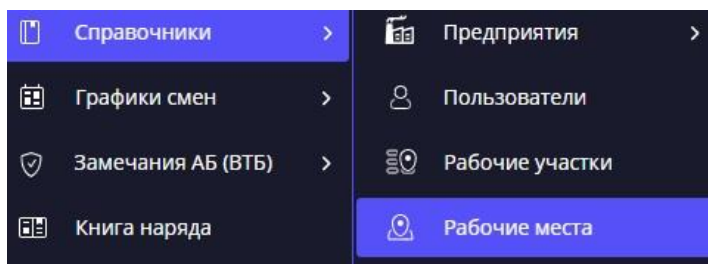 Справочники
Графики смен
Замечания АБ (ВТБ)
Книга наряда
Предприятия
Пользователи
Рабочие участки
Рабочие места